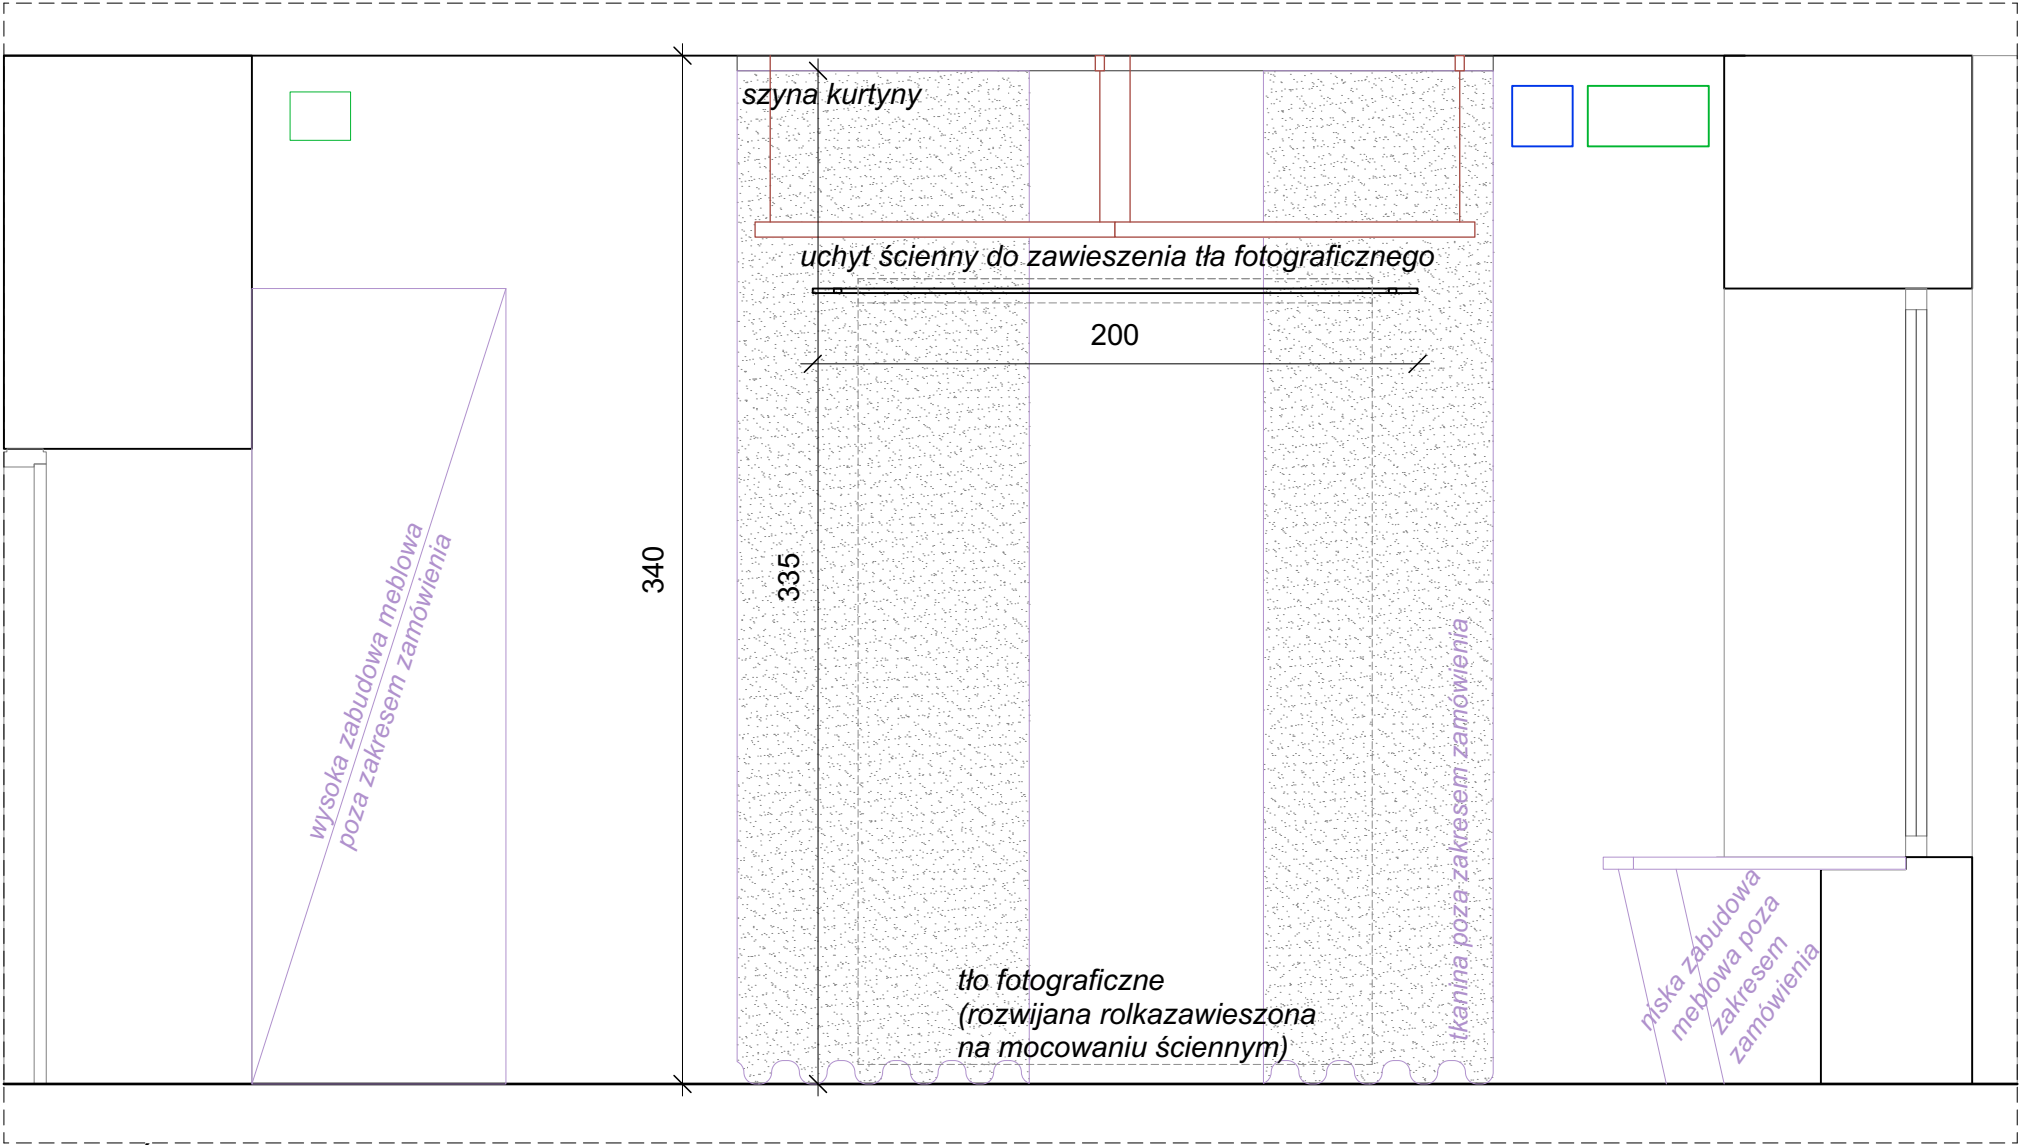 szyna kurtyny
uchyt ścienny do zawieszenia tła fotograficznego
200
340
335
wysoka zabudowa meblowa
poza zakresem zamówienia
tkanina poza zakresem zamówienia
niska zabudowa
meblowa poza
zakresem
zamówienia
tło fotograficzne
(rozwijana rolkazawieszona
na mocowaniu ściennym)